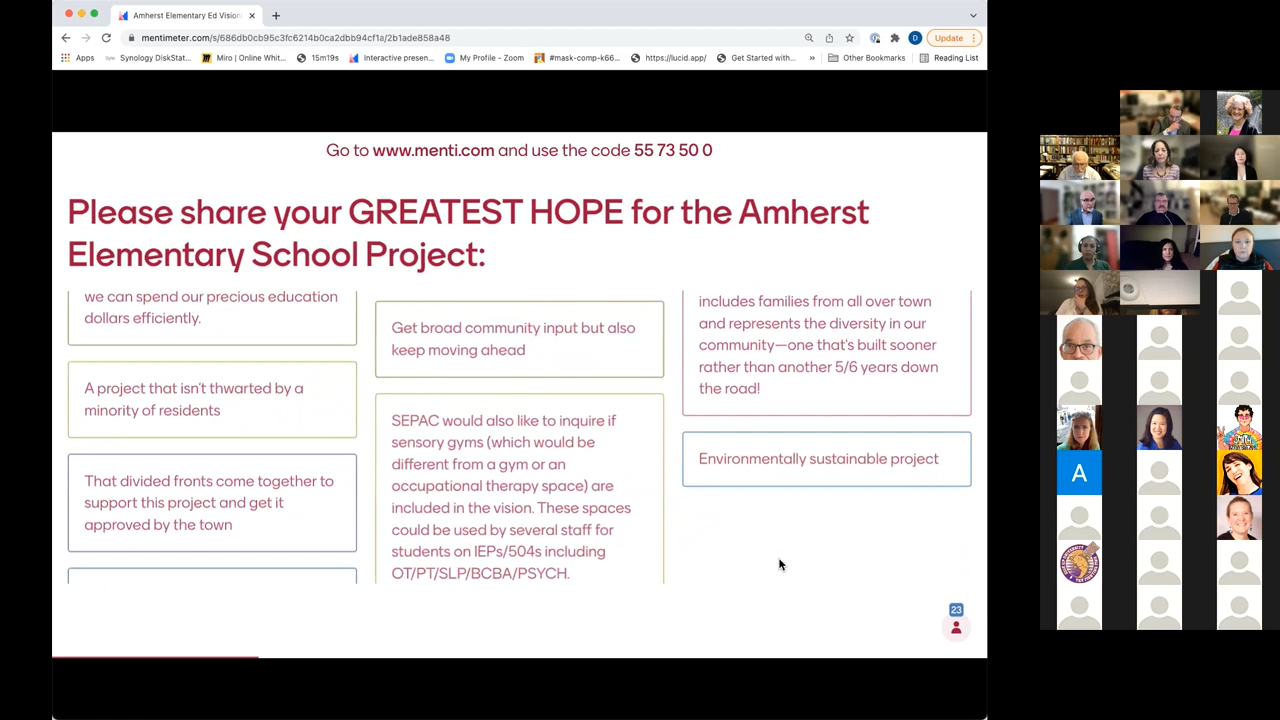 Amherst Elementary Ed Vision
mentimeter.com/s/686db0cb95c3fc6214b0ca2dbb94cf1a/2b1ade858a48
Update
Apps
Synology DiskStat...
Miro | Online Whit...
15m19s
Interactive presen...
My Profile - Zoom
#mask-comp-k66...
https://lucid.app/
Get Started with...
»
Other Bookmarks
Reading List
Go to www.menti.com and use the code 55 73 50 0
Please share your GREATEST HOPE for the Amherst
Elementary School Project:
we can spend our precious education
dollars efficiently.
A project that isn't thwarted by a
minority of residents
That divided fronts come together to
support this project and get it
approved by the town
Get broad community input but also
keep moving ahead
SEPAC would also like to inquire if
sensory gyms (which would be
different from a gym or an
occupational therapy space) are
included in the vision. These spaces
could be used by several staff for
students on IEPs/504s including
OT/PT/SLP/BCBA/PSYCH.
includes families from all over town
and represents the diversity in our
community—one that's built sooner
rather than another 5/6 years down
the road!
Environmentally sustainable project
23
D
A